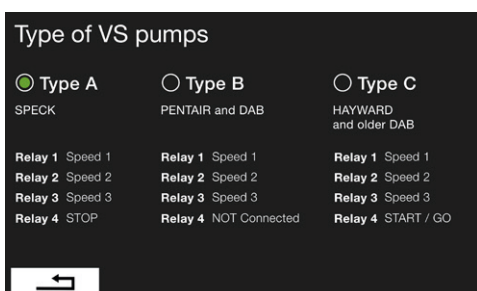 Type of VS pumps
Type A
SPECK
Relay 1 Speed 1
Relay 2 Speed 2
Relay 3 Speed 3
Relay 4 STOP
Type B
PENTAIR and DAB
Relay 1 Speed 1
Relay 2 Speed 2
Relay 3 Speed 3
Relay 4 NOT Connected
Type C
HAYWARD
and older DAB
Relay 1 Speed 1
Relay 2 Speed 2
Relay 3 Speed 3
Relay 4 START / GO